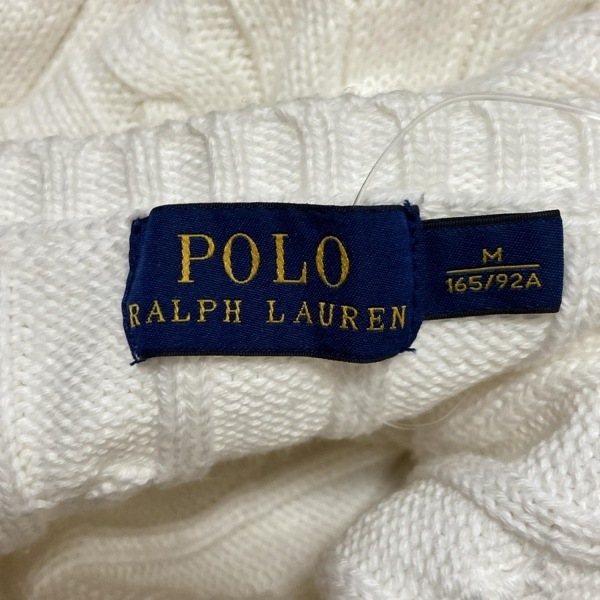 POLO
RALPH LAUREN
M
165/92A